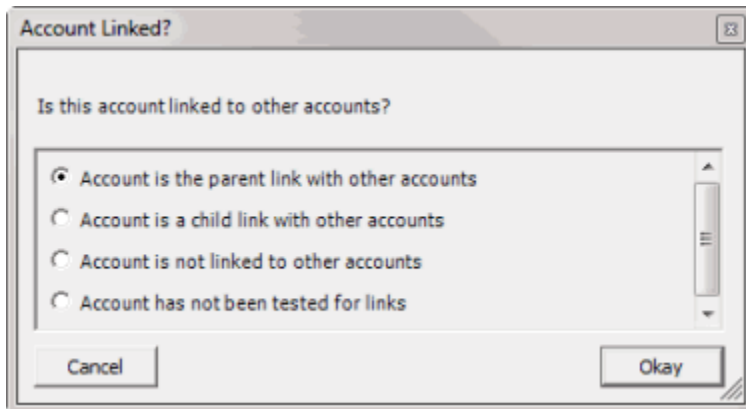 Account Linked?
Is this account linked to other accounts?
Account is the parent link with other accounts
Account is a child link with other accounts
Account is not linked to other accounts
Account has not been tested for links
Cancel Okay